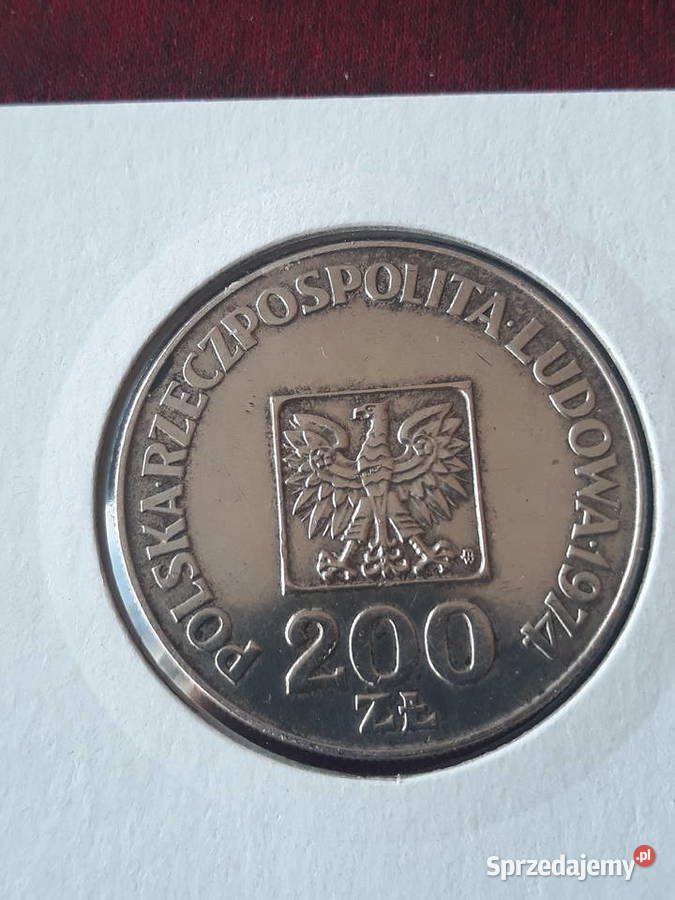 POLSKA·RZECZPOSPOLITA·LUDOWA·1974
200
ZŁ
Sprzedajemy.pl